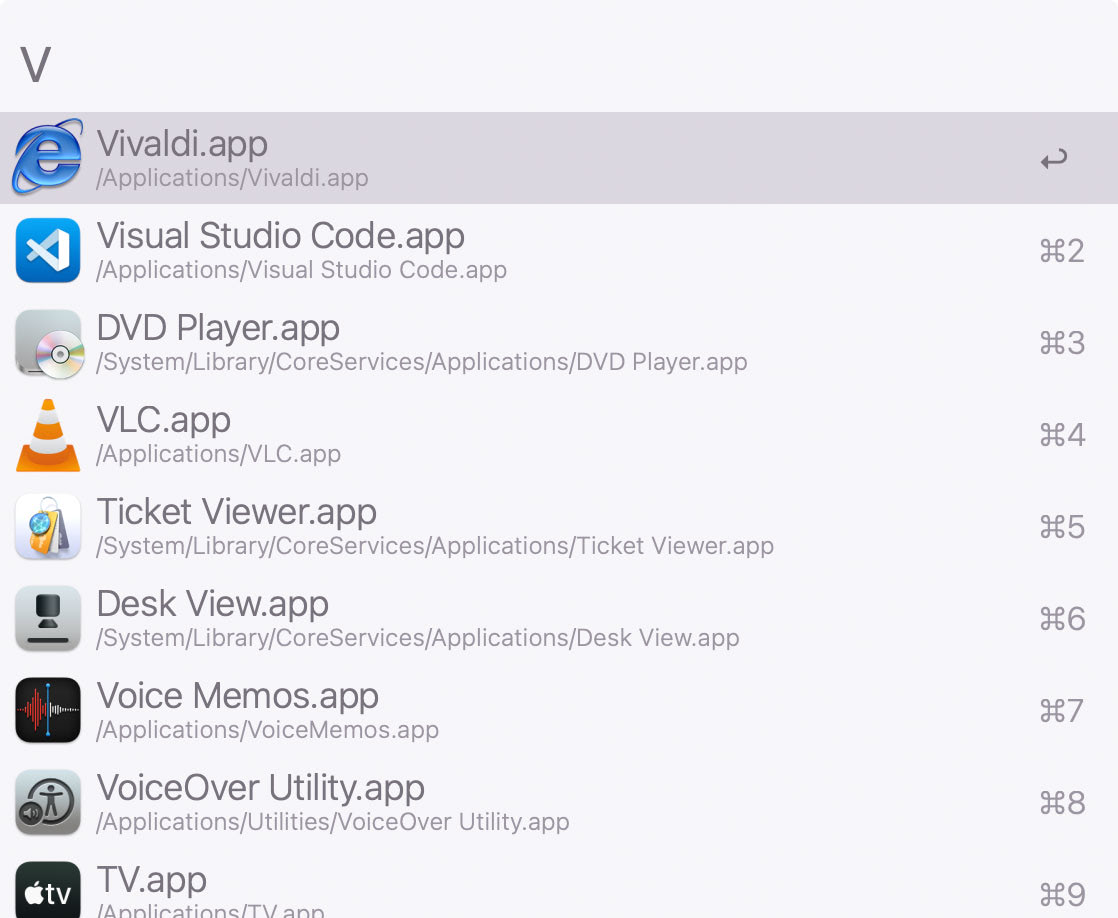 V
Vivaldi.app
/Applications/Vivaldi.app
Visual Studio Code.app
/Applications/Visual Studio Code.app
⌘2
DVD Player.app
/System/Library/CoreServices/Applications/DVD Player.app
⌘3
VLC.app
/Applications/VLC.app
⌘4
Ticket Viewer.app
/System/Library/CoreServices/Applications/Ticket Viewer.app
⌘5
Desk View.app
/System/Library/CoreServices/Applications/Desk View.app
⌘6
Voice Memos.app
/Applications/VoiceMemos.app
⌘7
VoiceOver Utility.app
/Applications/Utilities/VoiceOver Utility.app
⌘8
tv
TV.app
/Applications/TV.app
⌘9